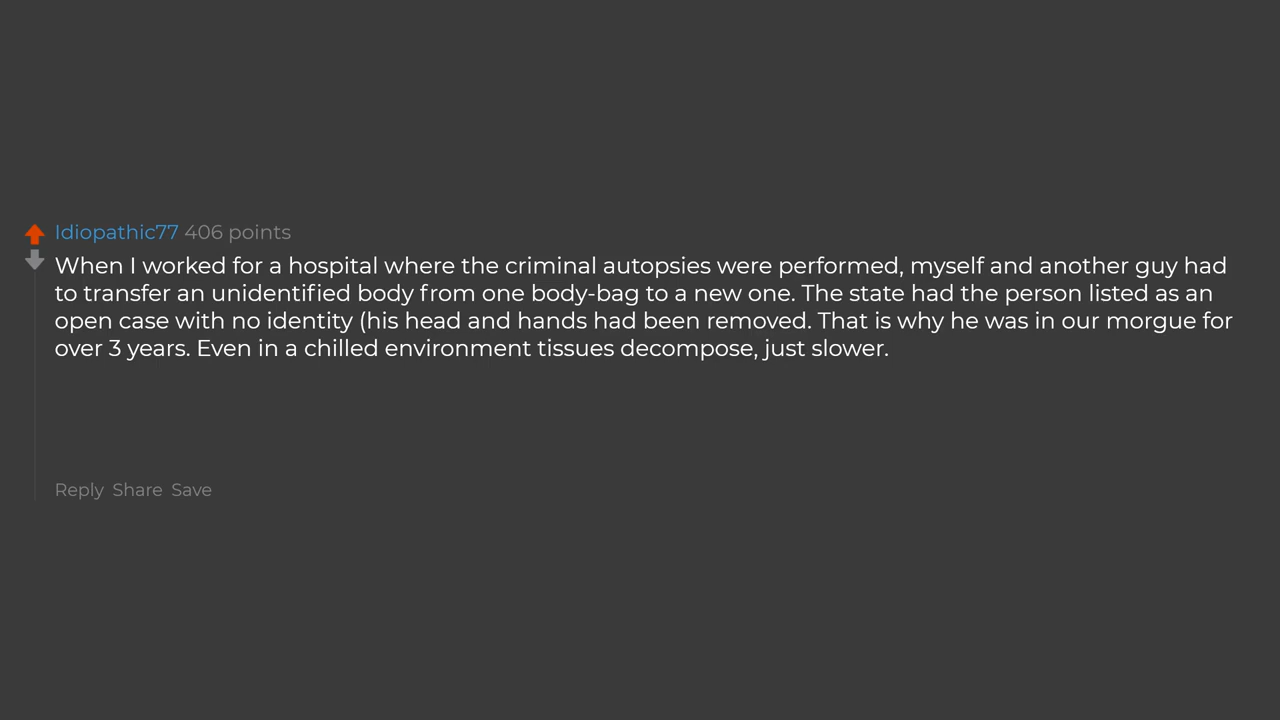 Idiopathic77 406 points
When I worked for a hospital where the criminal autopsies were performed, myself and another guy had
to transfer an unidentified body from one body-bag to a new one. The state had the person listed as an
open case with no identity (his head and hands had been removed. That is why he was in our morgue for
over 3 years. Even in a chilled environment tissues decompose, just slower.
Reply Share Save